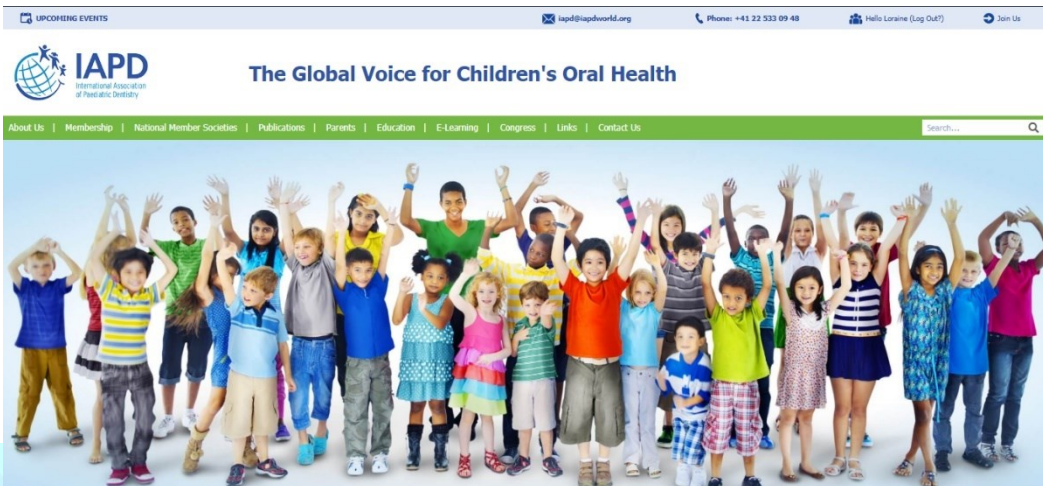 UPCOMING EVENTS
iapd@iapdworld.org
Phone: +41 22 533 09 48
Hello Loraine (Log Out?)
Join Us
IAPD
International Association
of Paediatric Dentistry
The Global Voice for Children's Oral Health
About Us | Membership | National Member Societies | Publications | Parents | Education | E-Learning | Congress | Links | Contact Us
Search...